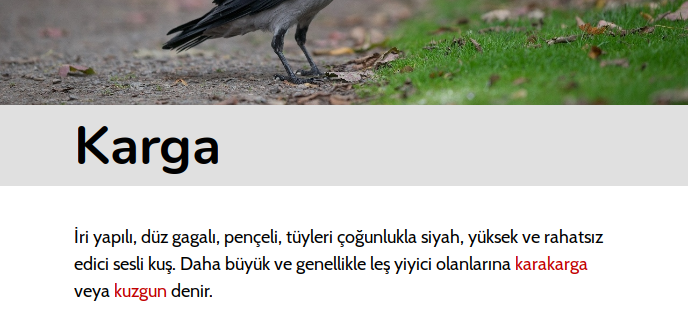 Karga
İri yapılı, düz gagalı, pençeli, tüyleri çoğunlukla siyah, yüksek ve rahatsız
edici sesli kuş. Daha büyük ve genellikle leş yiyici olanlarına karakarga
veya kuzgun denir.